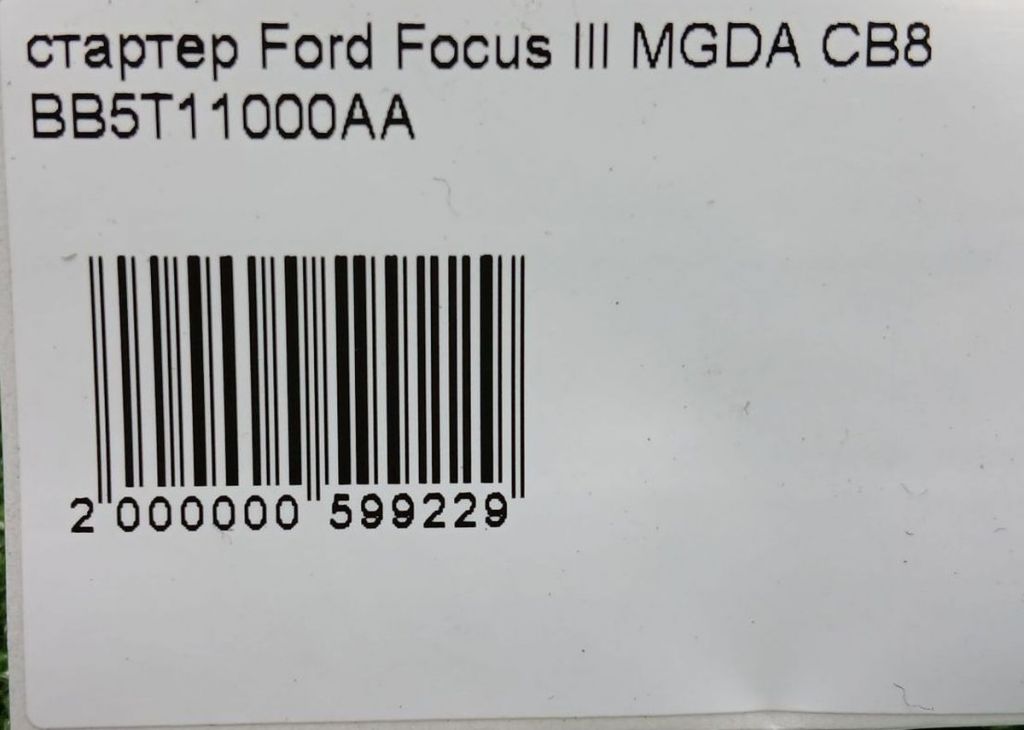 стартер Ford Focus III MGDA CB8
BB5T11000AA
2 000000 599229